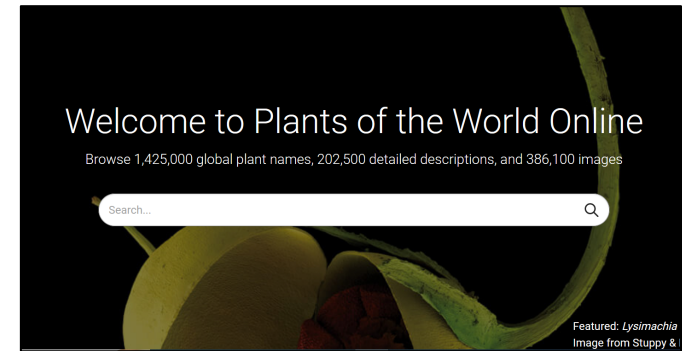 Welcome to Plants of the World Online
Browse 1,425,000 global plant names, 202,500 detailed descriptions, and 386,100 images
Search...
Featured: Lysimachia
Image from Stuppy &